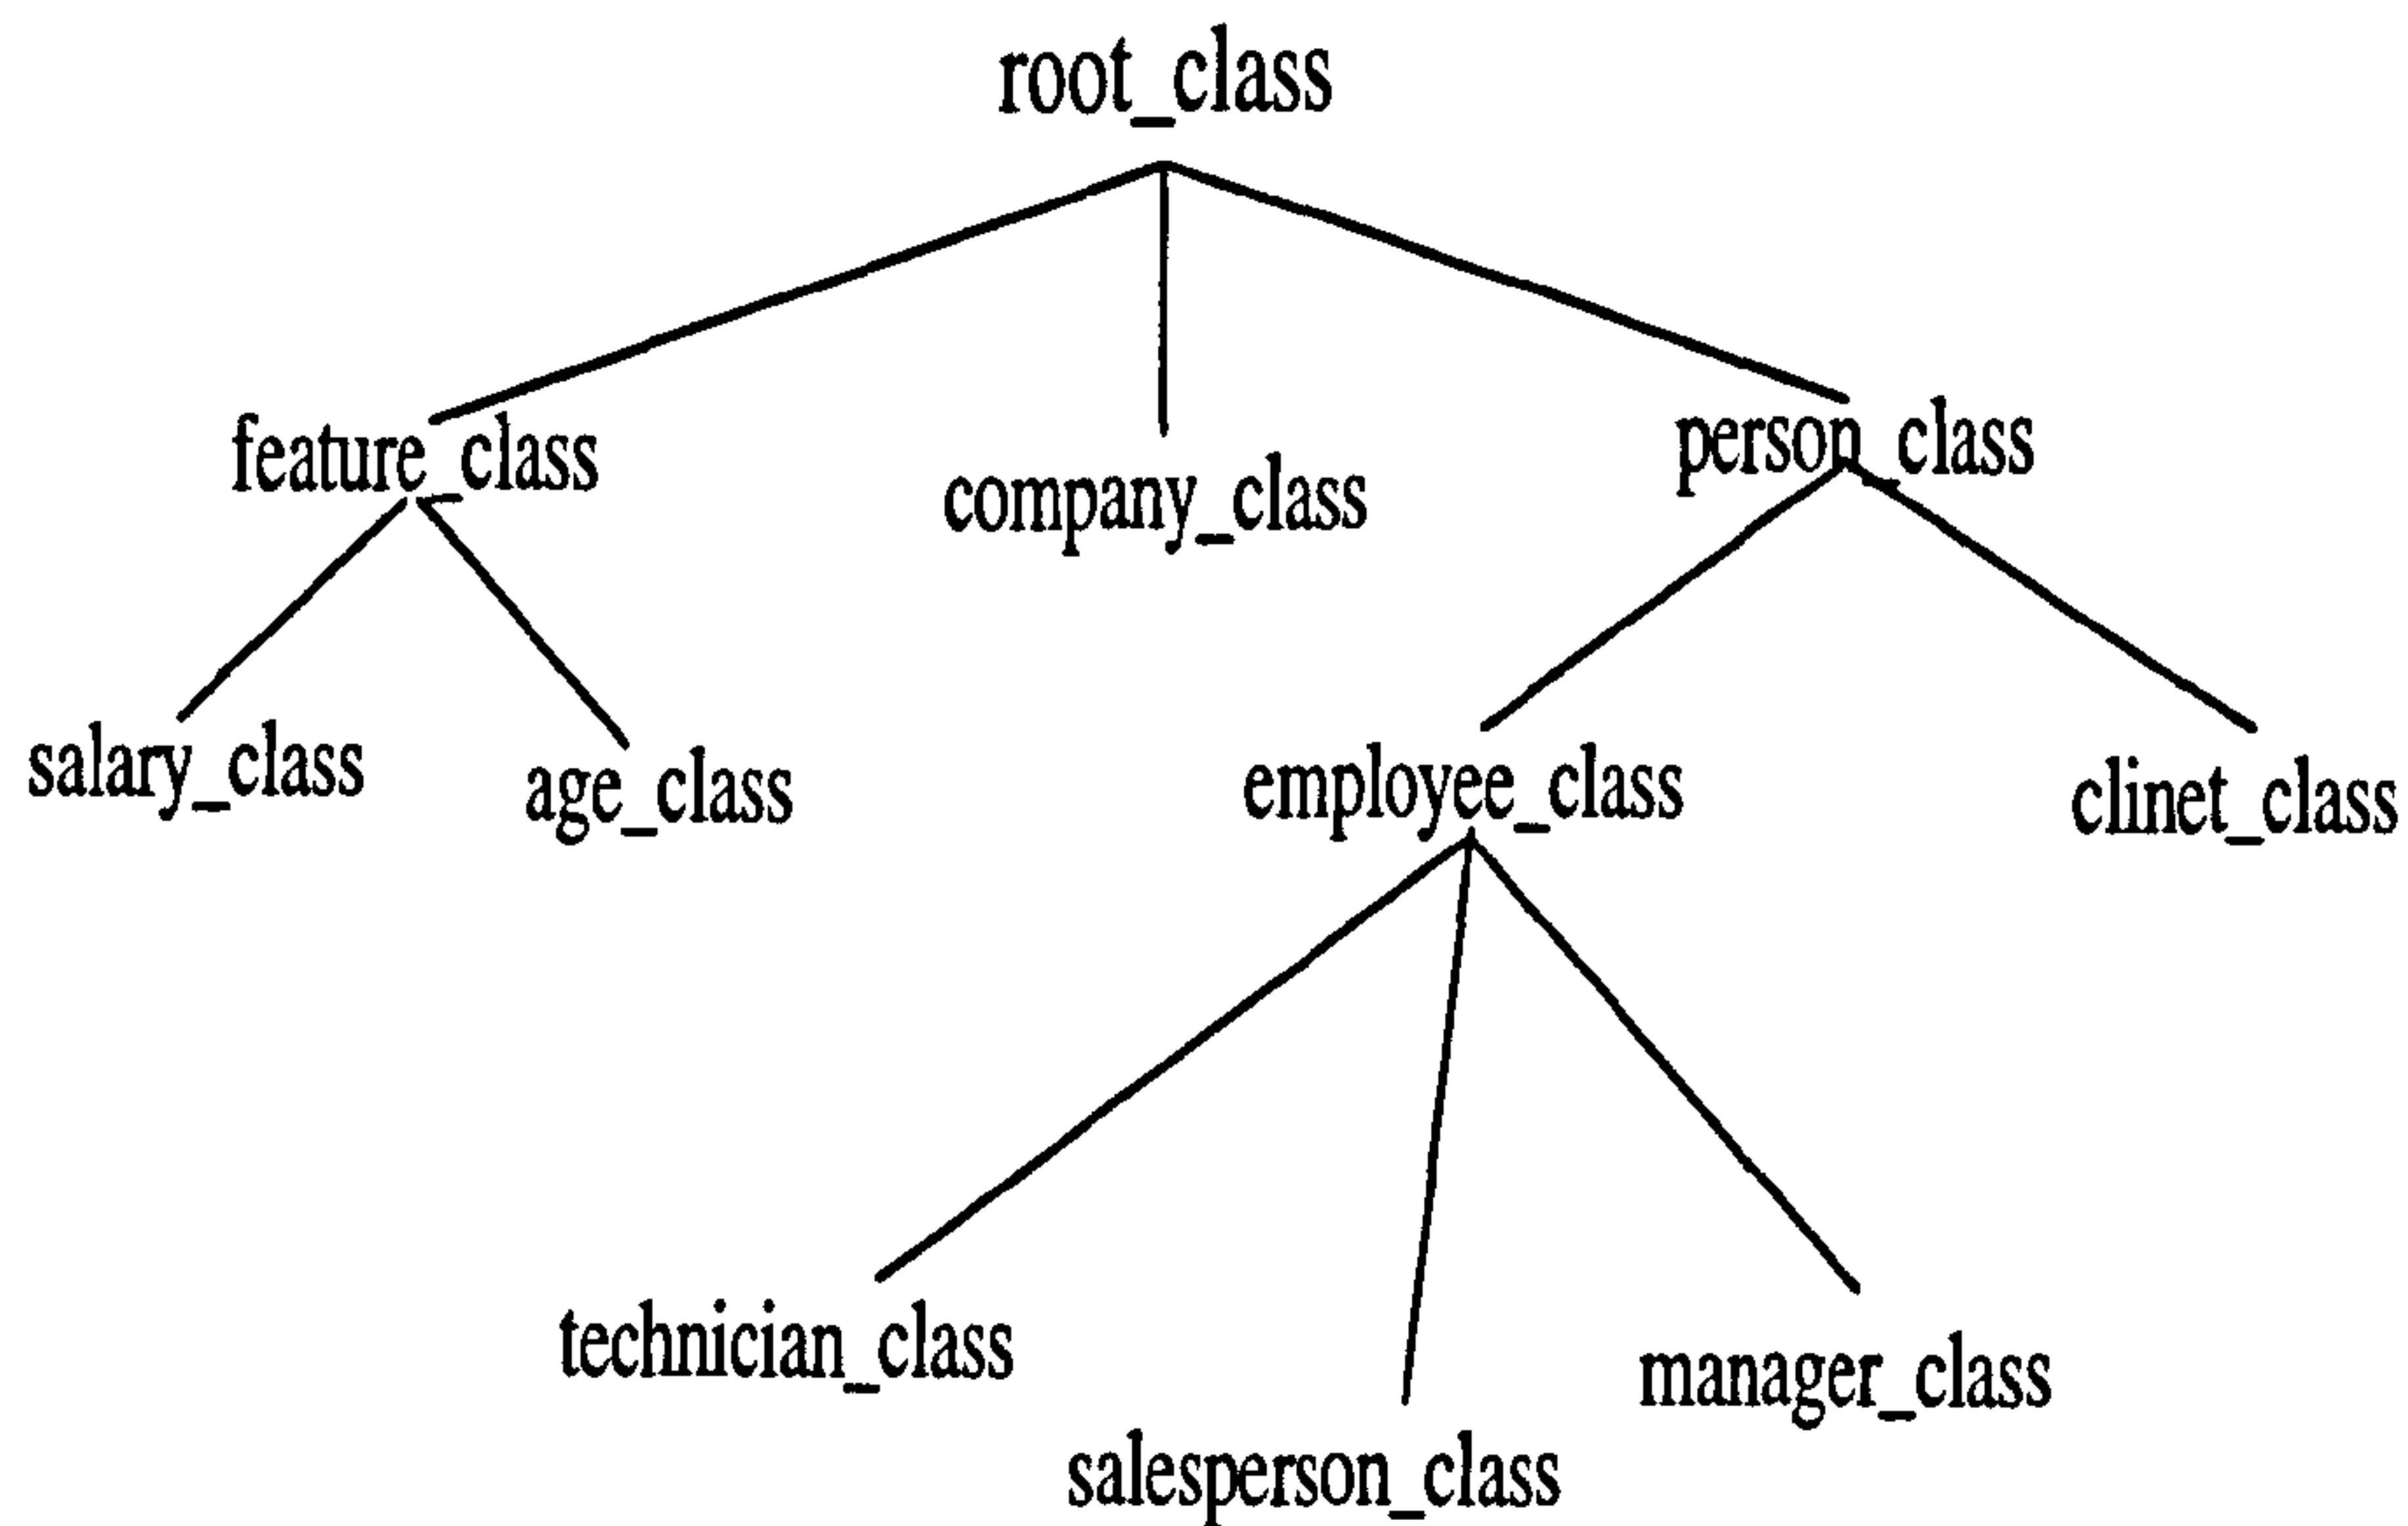 root_class
feature_class
company_class
person_class
salary_class
age_class
employee_class
clinet_class
technician_class
salesperson_class
manager_class